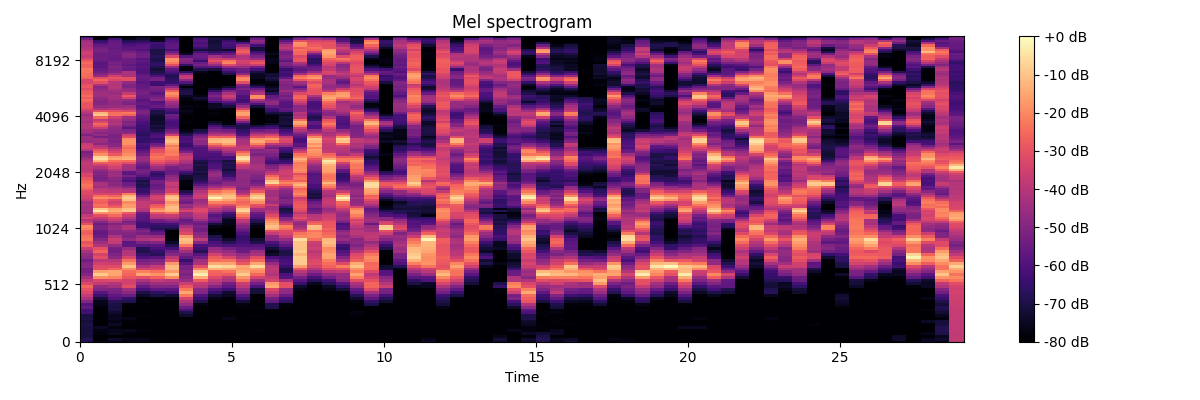 Mel spectrogram
+0 dB
8192
-10 dB
-20 dB
4096
-30 dB
2048
Hz
-40 dB
1024
-50 dB
-60 dB
512
-70 dB
0
-80 dB
0 5 10 15 20 25
Time